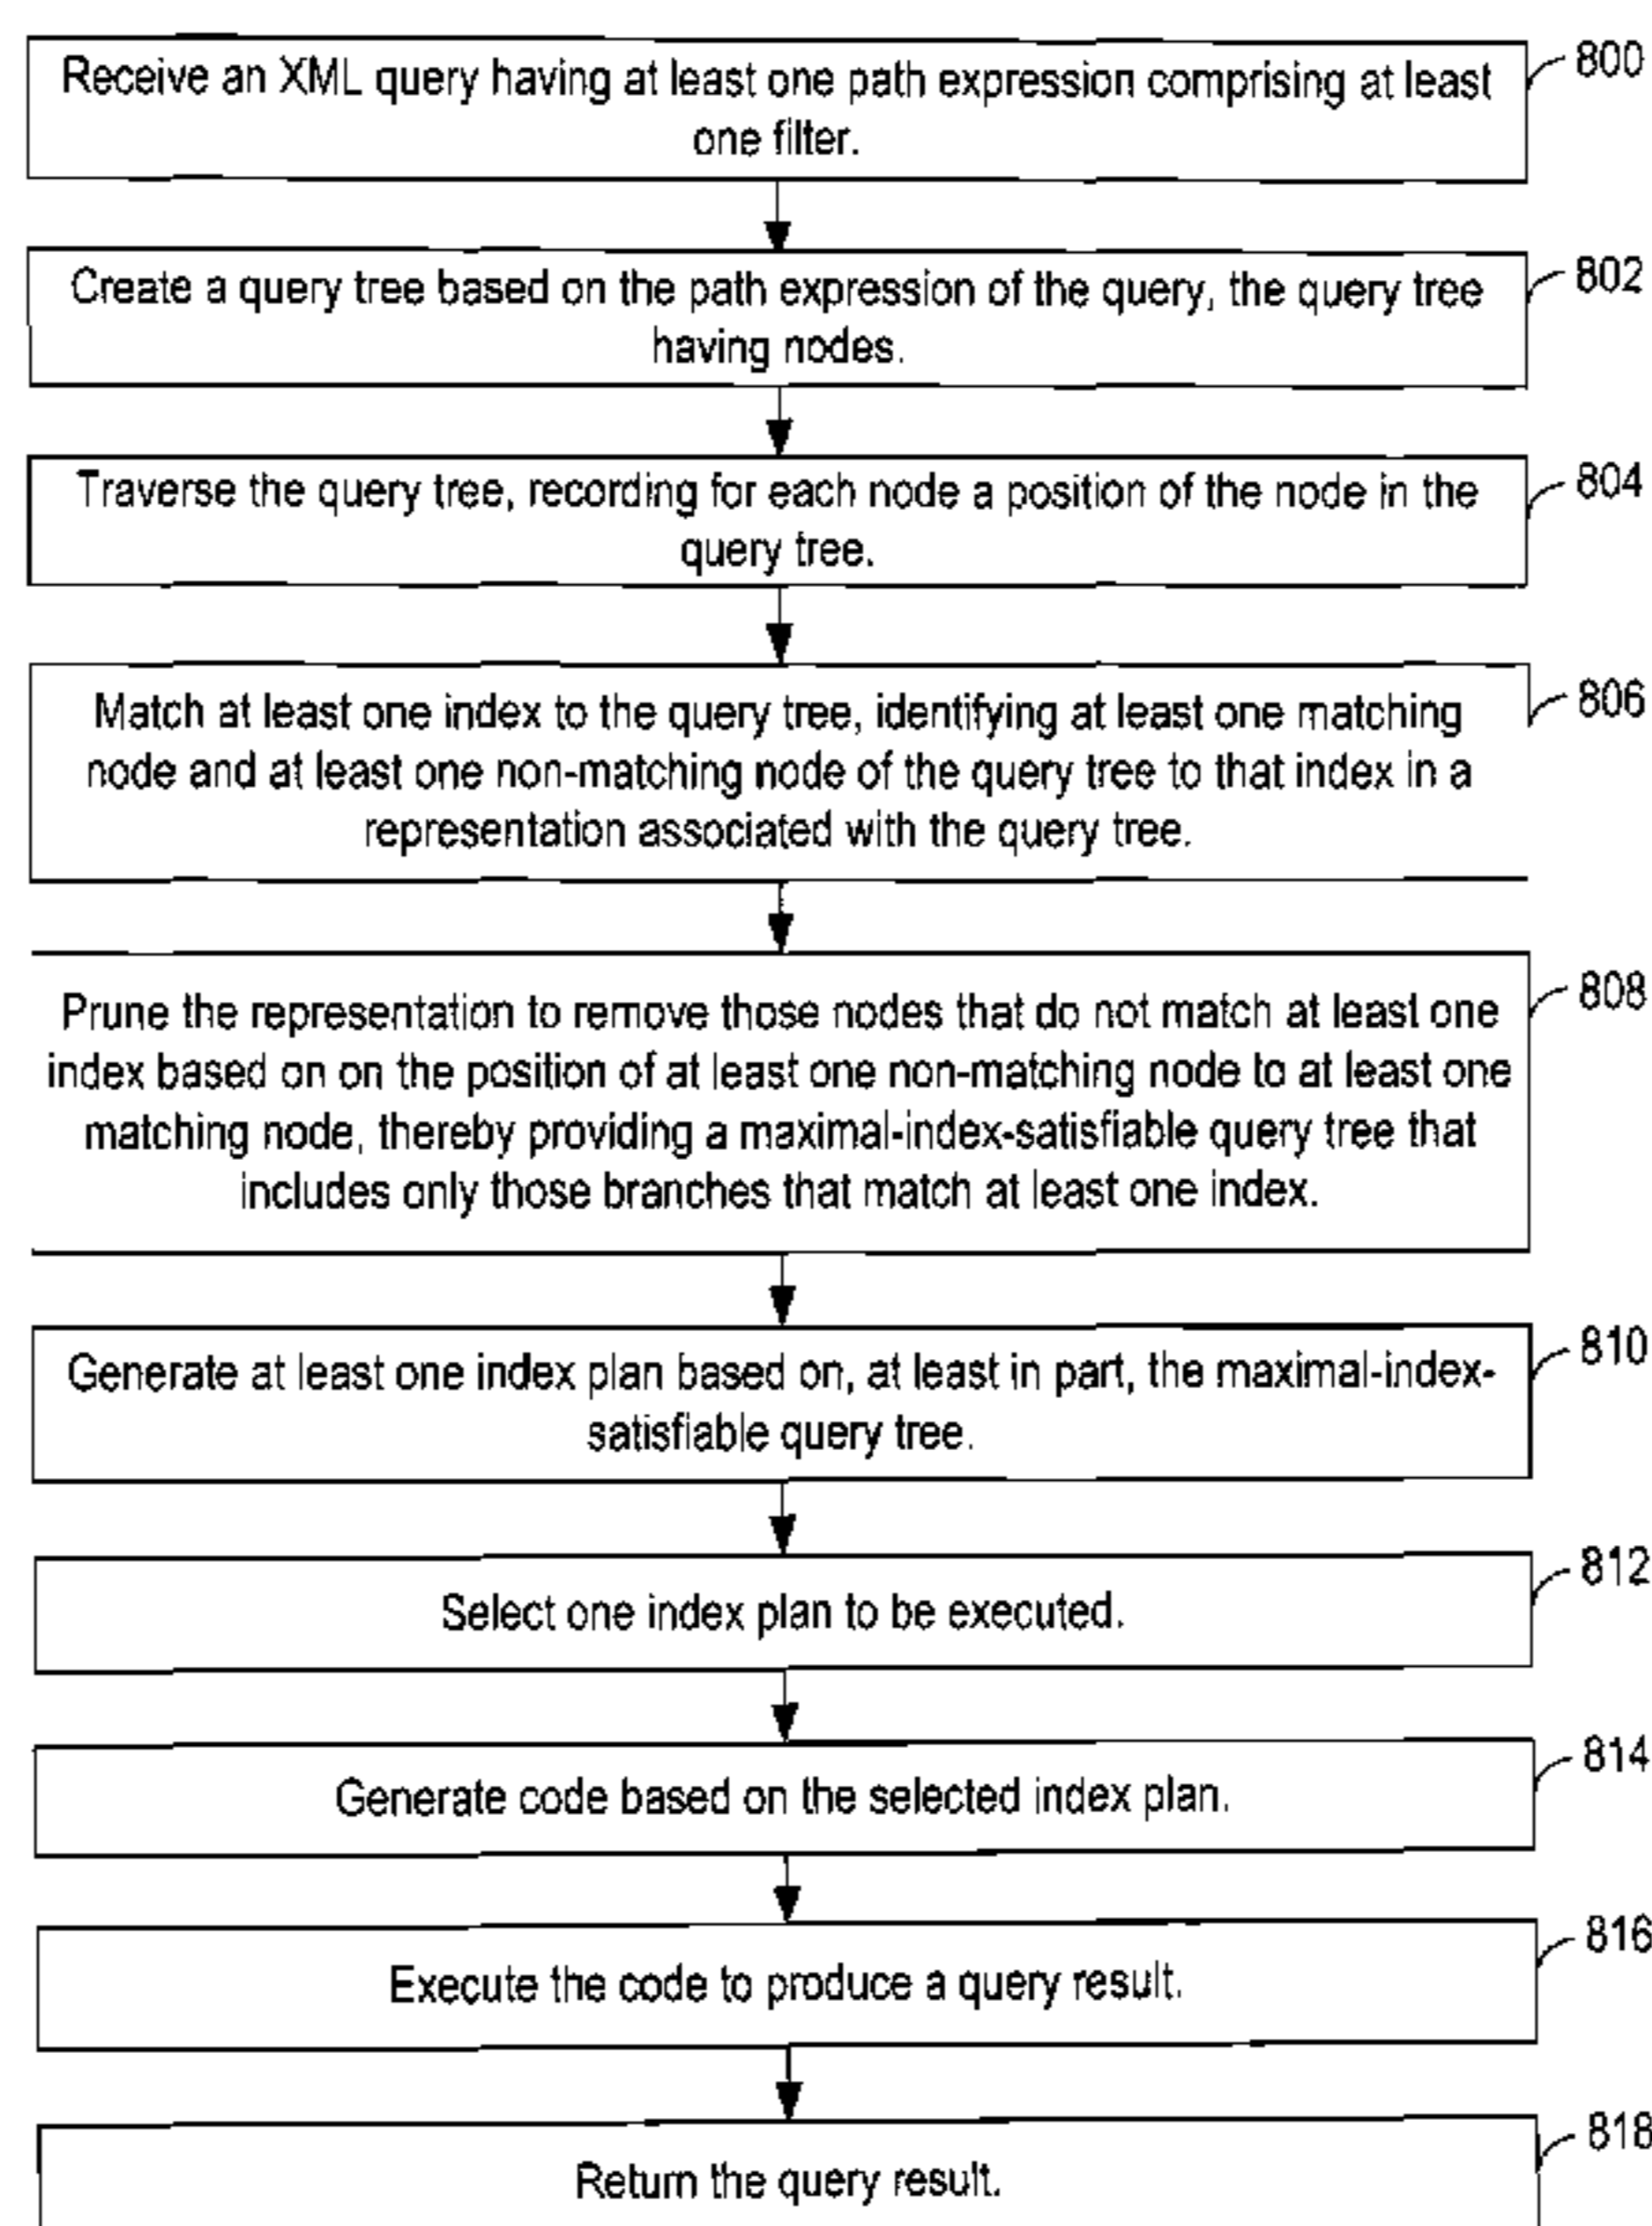 Receive an XML query having at least one path expression comprising at least
one filter.
800
Create a query tree based on the path expression of the query, the query tree
having nodes.
802
Traverse the query tree, recording for each node a position of the node in the
query tree.
804
Match at least one index to the query tree, identifying at least one matching
node and at least one non-matching node of the query tree to that index in a
representation associated with the query tree.
806
Prune the representation to remove those nodes that do not match at least one
index based on on the position of at least one non-matching node to at least one
matching node, thereby providing a maximal-index-satisfiable query tree that
includes only those branches that match at least one index.
808
Generate at least one index plan based on, at least in part, the maximal-index-
satisfiable query tree.
810
Select one index plan to be executed.
812
Generate code based on the selected index plan.
814
Execute the code to produce a query result.
816
Return the query result.
818